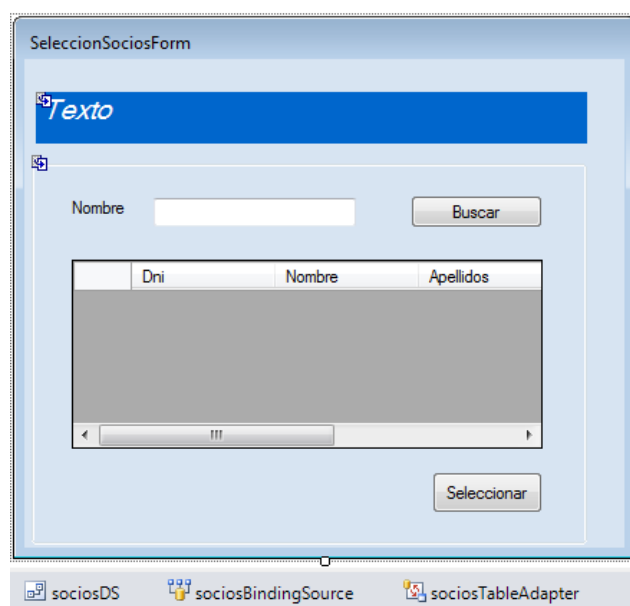 SeleccionSociosForm
Texto
Nombre Buscar
Dni Nombre Apellidos
Seleccionar
sociosDS sociosBindingSource sociosTableAdapter